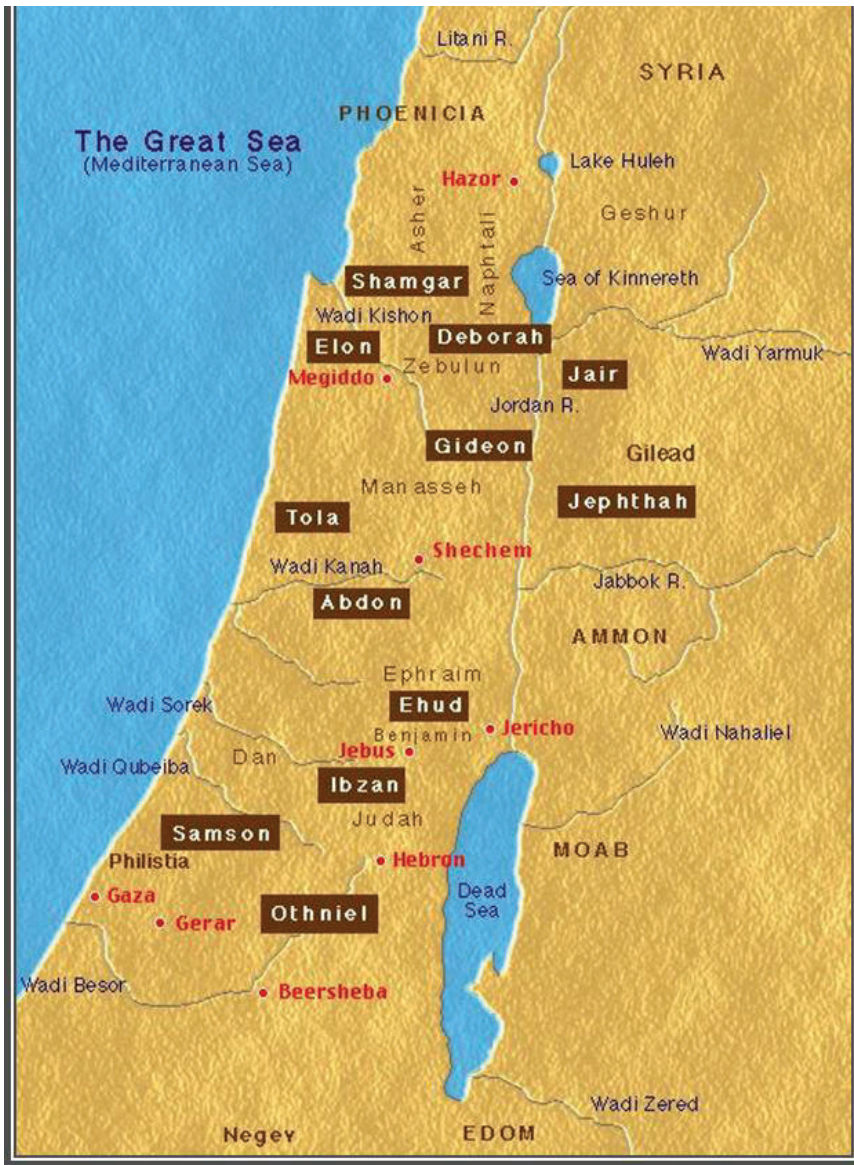 Litani R.
SYRIA
PHOENICIA
The Great Sea
(Mediterranean Sea)
Lake Huleh
Hazor
Asher
Geshur
Naphtali
Shamgar
Sea of Kinnereth
Wadi Kishon
Elon
Deborah
Wadi Yarmuk
Zebulun
Jair
Megiddo
Jordan R.
Gideon
Gilead
Manasseh
Jephthah
Tola
Shechem
Wadi Kanah
Jabbok R.
Abdon
AMMON
Ephraim
Wadi Sorek
Ehud
Jericho
Wadi Nahaliel
Benjamin
Jebus
Dan
Wadi Qubeiba
Ibzan
Judah
Samson
MOAB
Philistia
Hebron
Gaza
Dead
Sea
Othniel
Gerar
Wadi Besor
Beersheba
Wadi Zered
Negev
EDOM